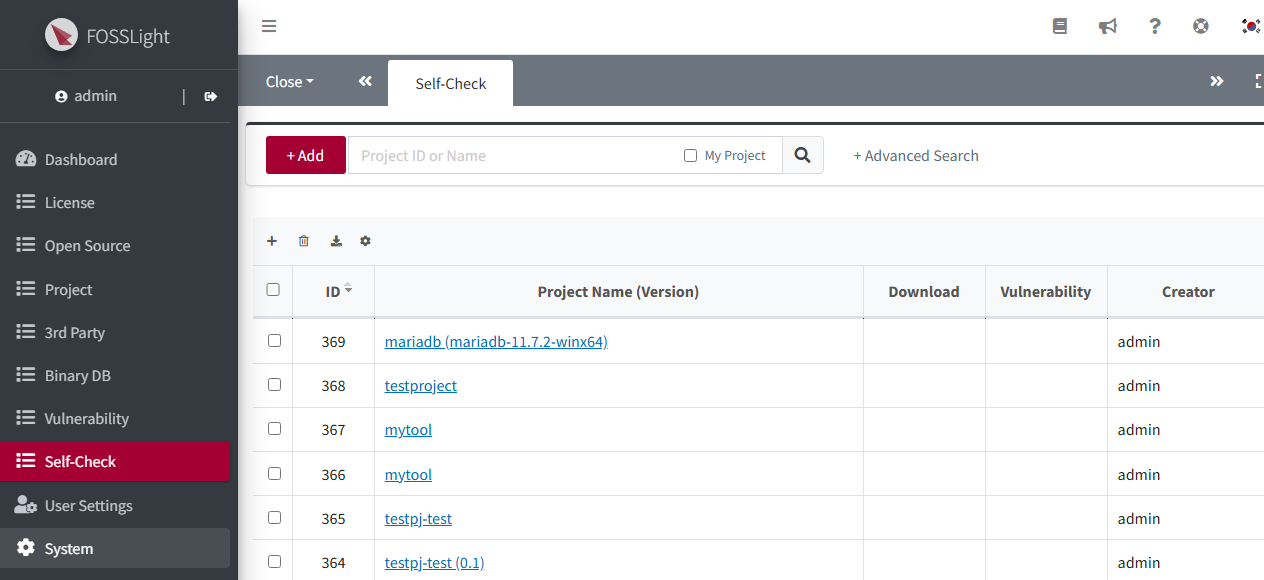 FOSSLight
admin
Dashboard
License
Open Source
Project
3rd Party
Binary DB
Vulnerability
Self-Check
User Settings
System
Close
Self-Check
+ Add
Project ID or Name
My Project
+ Advanced Search
ID Project Name (Version) Download Vulnerability Creator
369 mariadb (mariadb-11.7.2-winx64) admin
368 testproject admin
367 mytool admin
366 mytool admin
365 testpj-test admin
364 testpj-test (0.1) admin